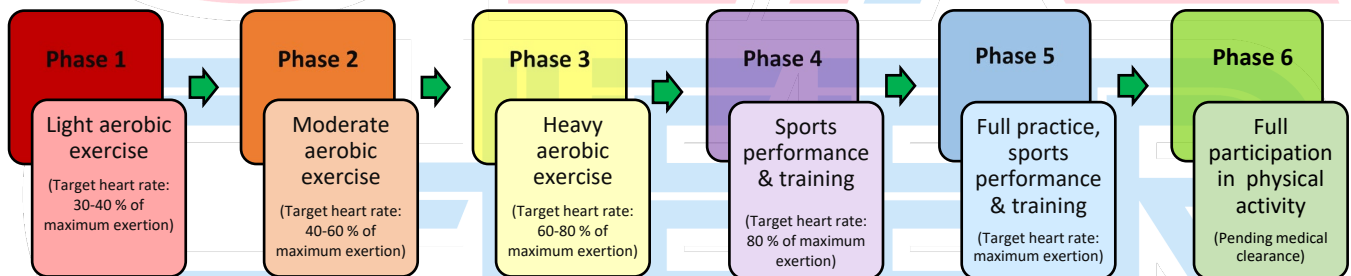 Phase 1
Light aerobic
exercise
(Target heart rate:
30-40 % of
maximum exertion)
Phase 2
Moderate
aerobic
exercise
(Target heart rate:
40-60 % of
maximum exertion)
Phase 3
Heavy
aerobic
exercise
(Target heart rate:
60-80 % of
maximum exertion)
Phase 4
Sports
performance
& training
(Target heart rate:
80 % of maximum
exertion)
Phase 5
Full practice,
sports
performance
& training
(Target heart rate:
maximum exertion)
Phase 6
Full
participation
in physical
activity
(Pending medical
clearance)